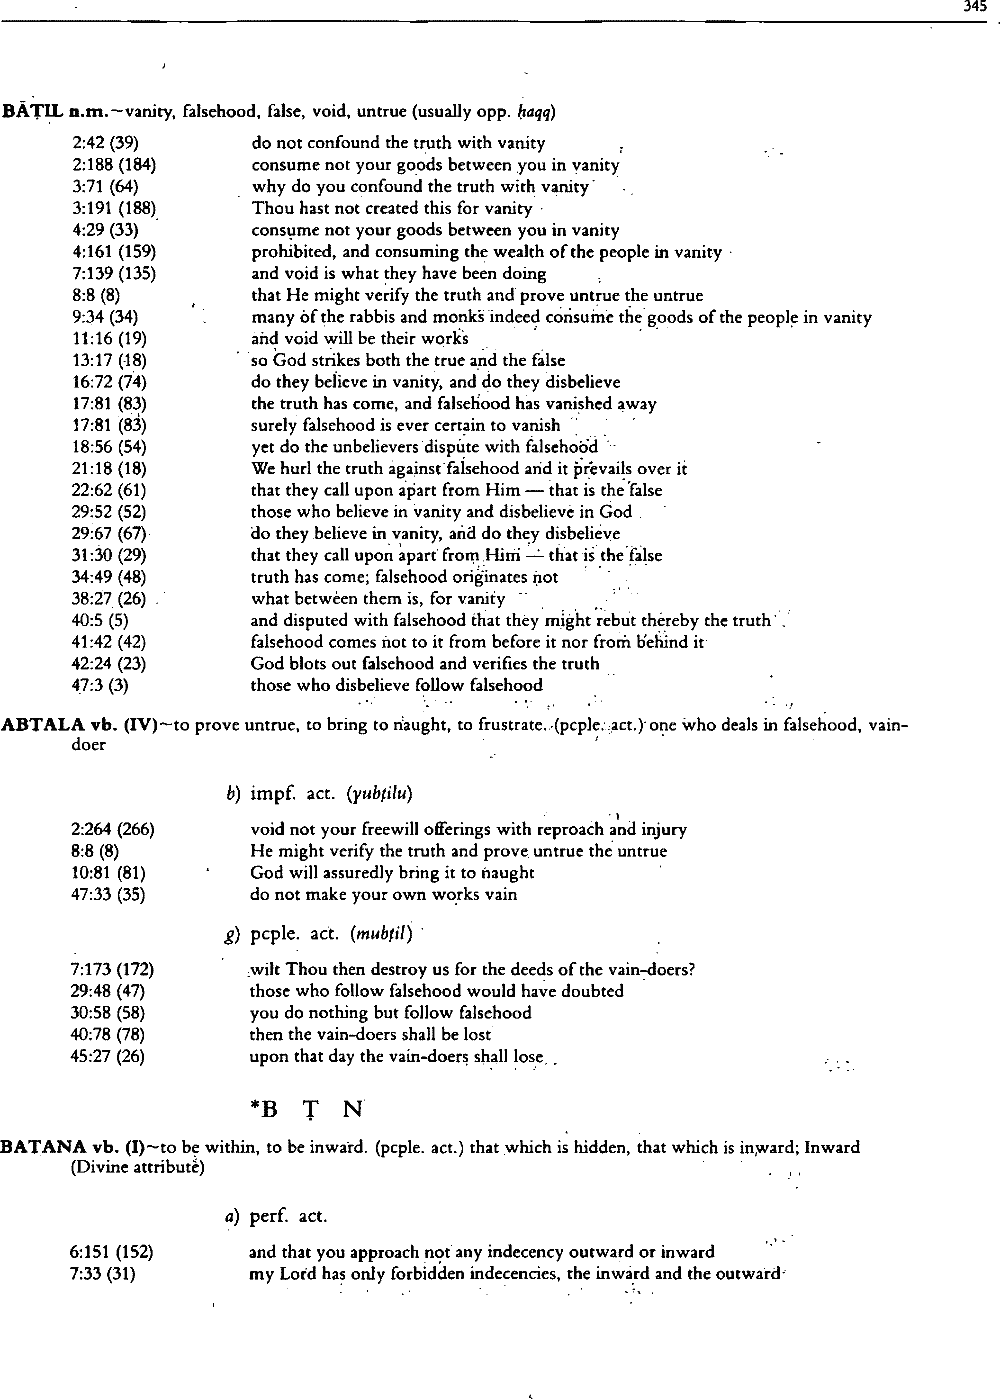 345
BĀṬIL n.m.~vanity, falsehood, false, void, untrue (usually opp. ḥaqq)
2:42 (39) do not confound the truth with vanity
2:188 (184) consume not your goods between you in vanity
3:71 (64) why do you confound the truth with vanity
3:191 (188) Thou hast not created this for vanity
4:29 (33) consume not your goods between you in vanity
4:161 (159) prohibited, and consuming the wealth of the people in vanity
7:139 (135) and void is what they have been doing
8:8 (8) that He might verify the truth and prove untrue the untrue
9:34 (34) many of the rabbis and monks indeed consume the goods of the people in vanity
11:16 (19) and void will be their works
13:17 (18) so God strikes both the true and the false
16:72 (74) do they believe in vanity, and do they disbelieve
17:81 (83) the truth has come, and falsehood has vanished away
17:81 (83) surely falsehood is ever certain to vanish
18:56 (54) yet do the unbelievers dispute with falsehood
21:18 (18) We hurl the truth against falsehood and it prevails over it
22:62 (61) that they call upon apart from Him — that is the false
29:52 (52) those who believe in vanity and disbelieve in God
29:67 (67) do they believe in vanity, and do they disbelieve
31:30 (29) that they call upon apart from Him — that is the false
34:49 (48) truth has come; falsehood originates not
38:27 (26) what between them is, for vanity
40:5 (5) and disputed with falsehood that they might rebut thereby the truth
41:42 (42) falsehood comes not to it from before it nor from behind it
42:24 (23) God blots out falsehood and verifies the truth
47:3 (3) those who disbelieve follow falsehood
ABTALA vb. (IV)~to prove untrue, to bring to naught, to frustrate. (pcple. act.) one who deals in falsehood, vain-
doer
b) impf. act. (yubṭilu)
2:264 (266) void not your freewill offerings with reproach and injury
8:8 (8) He might verify the truth and prove untrue the untrue
10:81 (81) God will assuredly bring it to naught
47:33 (35) do not make your own works vain
g) pcple. act. (mubṭil)
7:173 (172) wilt Thou then destroy us for the deeds of the vain-doers?
29:48 (47) those who follow falsehood would have doubted
30:58 (58) you do nothing but follow falsehood
40:78 (78) then the vain-doers shall be lost
45:27 (26) upon that day the vain-doers shall lose
*B Ṭ N
BATANA vb. (I)~to be within, to be inward. (pcple. act.) that which is hidden, that which is inward; Inward
(Divine attribute)
a) perf. act.
6:151 (152) and that you approach not any indecency outward or inward
7:33 (31) my Lord has only forbidden indecencies, the inward and the outward